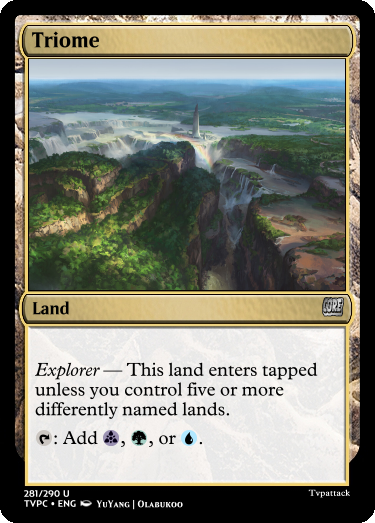 Triome
Land
CORE
Explorer — This land enters tapped
unless you control five or more
differently named lands.
: Add , , or .
281/290 U
Tvpattack
TVPC • ENG YuYang | Olabukoo